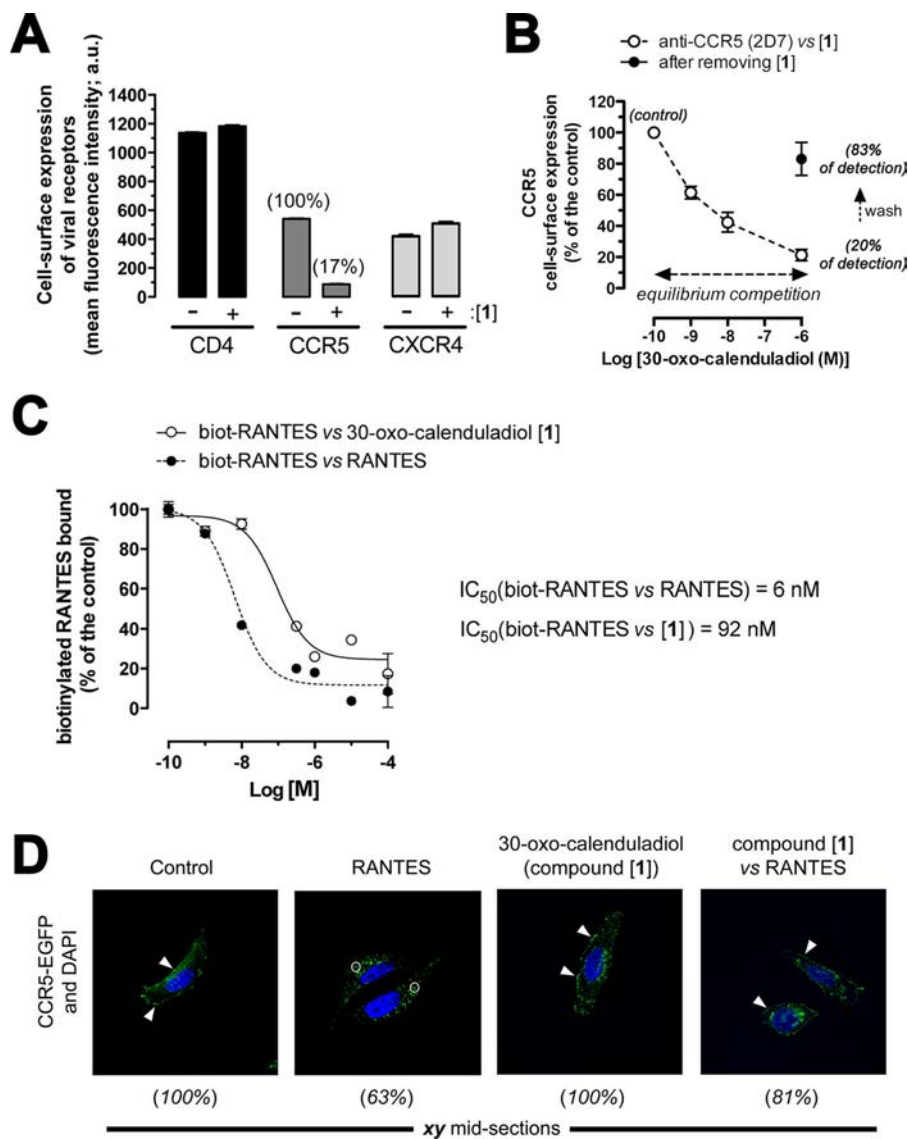 A
Cell-surface expression
of viral receptors
(mean fluorescence intensity; a.u.)
1400
1200
1000
800
600
400
200
0
(100%)
(17%)
- + - + - + :[1]
CD4 CCR5 CXCR4
B
anti-CCR5 (2D7) vs [1]
after removing [1]
CCR5
cell-surface expression
(% of the control)
120
100
80
60
40
20
0
(control)
(83%
of detection)
wash
(20%
of detection)
equilibrium competition
-10 -9 -8 -7 -6
Log [30-oxo-calenduladiol (M)]
C
biot-RANTES vs 30-oxo-calenduladiol [1]
biot-RANTES vs RANTES
biotinylated RANTES bound
(% of the control)
100
80
60
40
20
0
-10 -8 -6 -4
Log [M]
IC50(biot-RANTES vs RANTES) = 6 nM
IC50(biot-RANTES vs [1]) = 92 nM
D
Control
RANTES
30-oxo-calenduladiol
(compound [1])
compound [1]
vs RANTES
CCR5-EGFP
and DAPI
(100%) (63%) (100%) (81%)
xy mid-sections